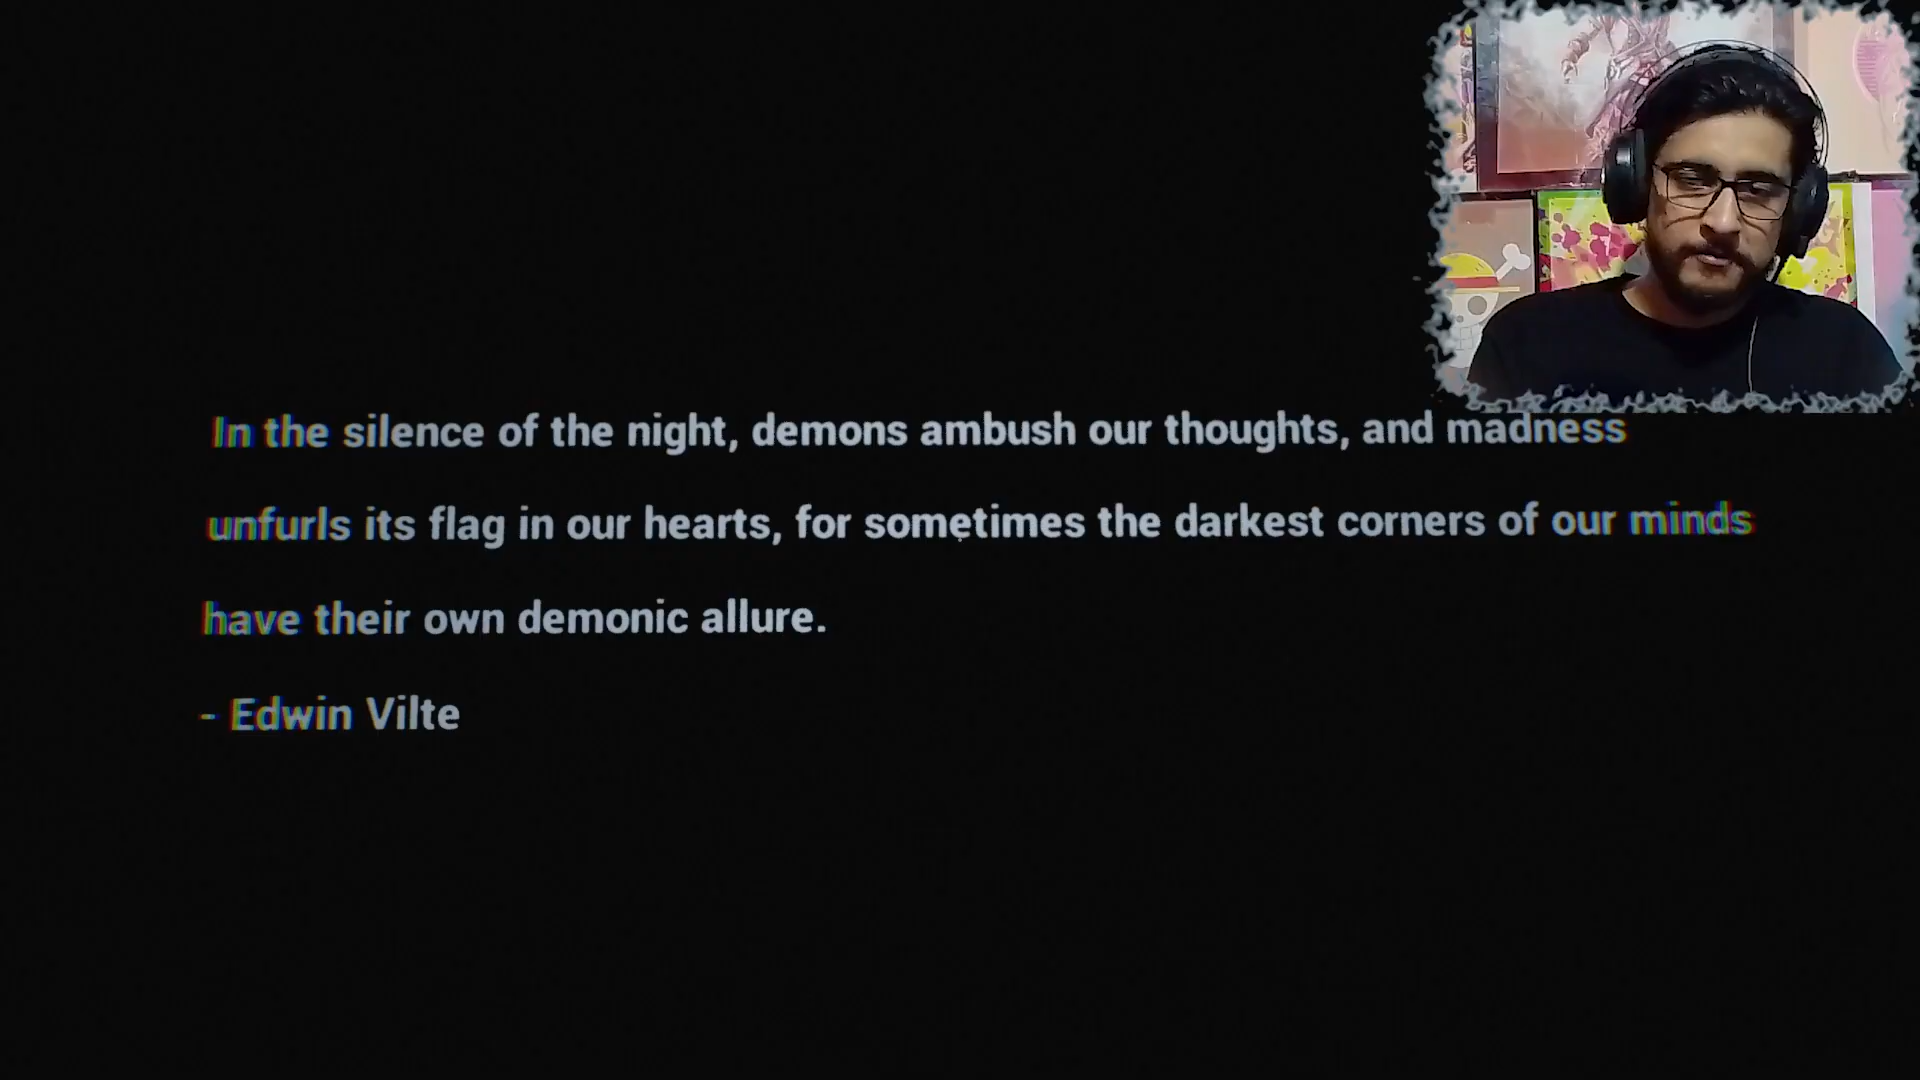 In the silence of the night, demons ambush our thoughts, and madness
unfurls its flag in our hearts, for sometimes the darkest corners of our minds
have their own demonic allure.
- Edwin Vilte